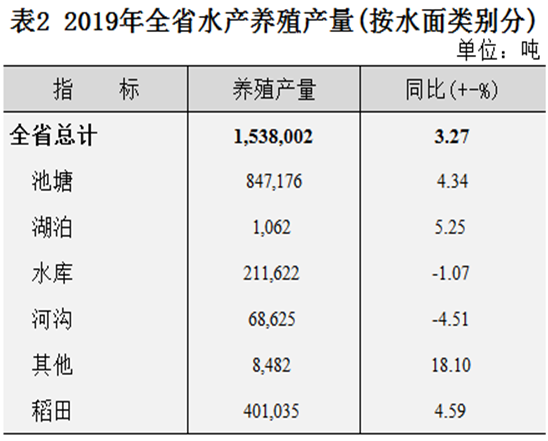 表2 2019年全省水产养殖产量(按水面类别分)
单位：吨
指 标 养殖产量 同比(+-%)
全省总计 1,538,002 3.27
池塘 847,176 4.34
湖泊 1,062 5.25
水库 211,622 -1.07
河沟 68,625 -4.51
其他 8,482 18.10
稻田 401,035 4.59